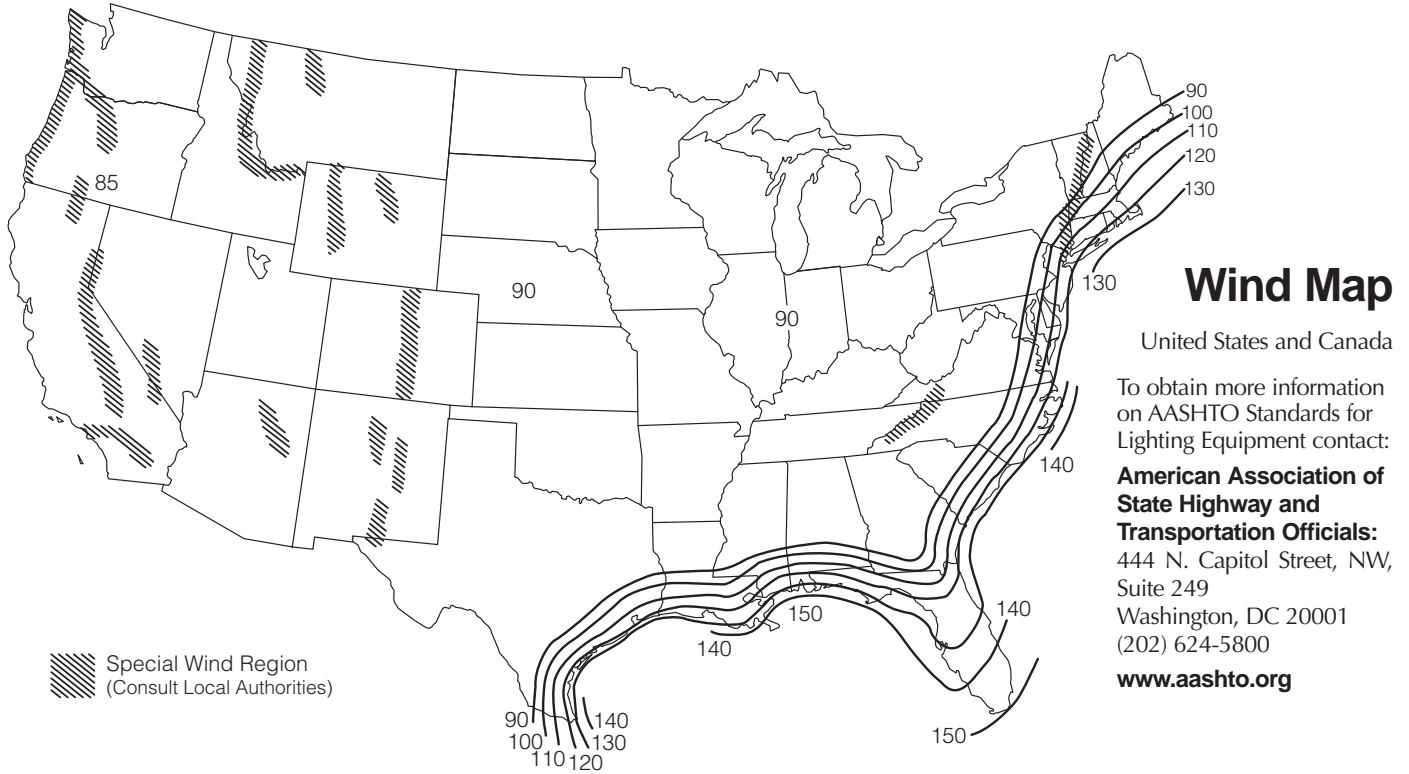 90
100
110
120
130
85
130
Wind Map
90
90
United States and Canada
To obtain more information
on AASHTO Standards for
Lighting Equipment contact:
140
American Association of
State Highway and
Transportation Officials:
444 N. Capitol Street, NW,
Suite 249
Washington, DC 20001
(202) 624-5800
www.aashto.org
150
140
140
Special Wind Region
(Consult Local Authorities)
90
100
110
120
130
140
150